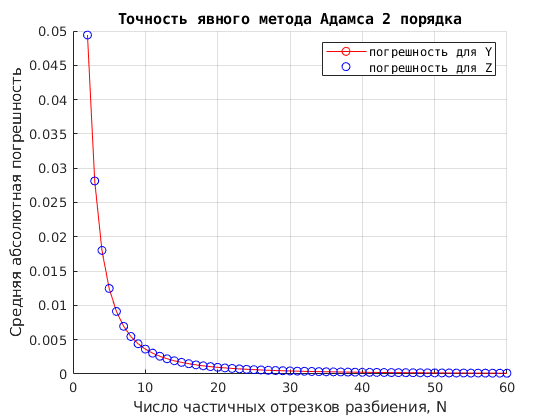 Точность явного метода Адамса 2 порядка
погрешность для Y
погрешность для Z
Средняя абсолютная погрешность
0.05
0.045
0.04
0.035
0.03
0.025
0.02
0.015
0.01
0.005
0
0 10 20 30 40 50 60
Число частичных отрезков разбиения, N